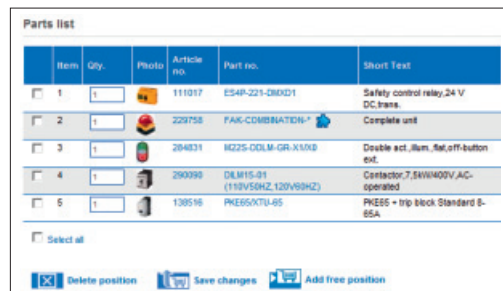 Parts list
Item Qty. Photo Article no. Part no. Short Text
1 1 111017 ES4P-221-DMXD1 Safety control relay,24 V DC,trans.
2 1 229758 FAK-COMBINATION-* Complete unit
3 1 284831 M22S-DDLM-GR-X1/X0 Double act.,illum.,flat,off-button ext.
4 1 290090 DILM15-01 (110V50HZ,120V60HZ) Contactor,7,5kW/400V,AC-operated
5 1 138516 PKE65/XTU-65 PKE65 + trip block Standard 8-65A
Select all
Delete position Save changes Add free position